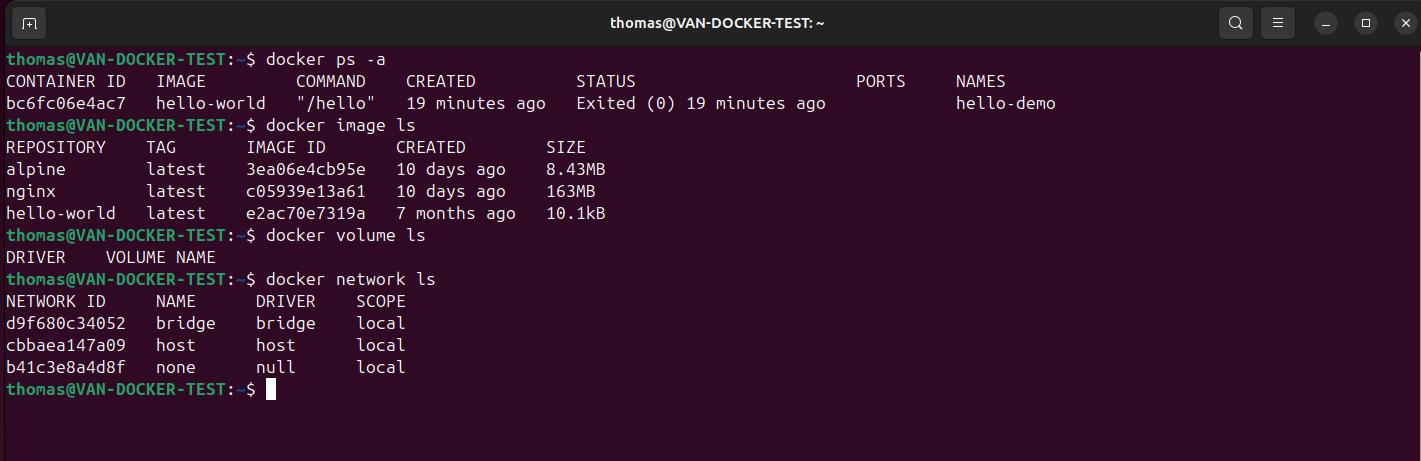 thomas@VAN-DOCKER-TEST: ~
thomas@VAN-DOCKER-TEST:~$ docker ps -a
CONTAINER ID   IMAGE         COMMAND    CREATED          STATUS                      PORTS     NAMES
bc6fc06e4ac7   hello-world   "/hello"   19 minutes ago   Exited (0) 19 minutes ago             hello-demo
thomas@VAN-DOCKER-TEST:~$ docker image ls
REPOSITORY    TAG       IMAGE ID       CREATED        SIZE
alpine        latest    3ea06e4cb95e   10 days ago    8.43MB
nginx         latest    c05939e13a61   10 days ago    163MB
hello-world   latest    e2ac70e7319a   7 months ago   10.1kB
thomas@VAN-DOCKER-TEST:~$ docker volume ls
DRIVER    VOLUME NAME
thomas@VAN-DOCKER-TEST:~$ docker network ls
NETWORK ID     NAME      DRIVER    SCOPE
d9f680c34052   bridge    bridge    local
cbbaea147a09   host      host      local
b41c3e8a4d8f   none      null      local
thomas@VAN-DOCKER-TEST:~$